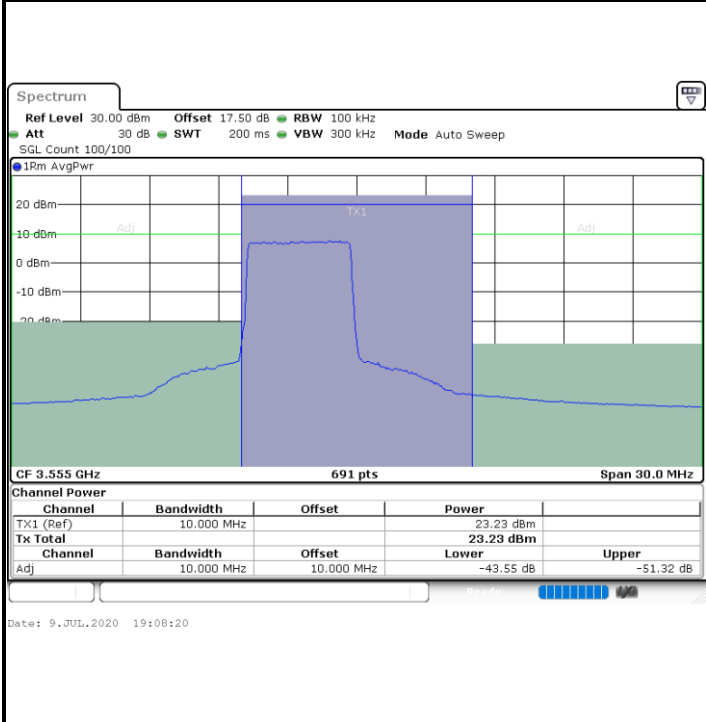 Spectrum
Ref Level 30.00 dBm Offset 17.50 dB RBW 100 kHz
Att 30 dB SWT 200 ms VBW 300 kHz Mode Auto Sweep
SGL Count 100/100
1Rm AvgPwr
20 dBm
TX1
Adj Adj
10 dBm
0 dBm
-10 dBm
-20 dBm
CF 3.555 GHz 691 pts Span 30.0 MHz
Channel Power
Channel Bandwidth Offset Power
TX1 (Ref) 10.000 MHz 23.23 dBm
Tx Total 23.23 dBm
Channel Bandwidth Offset Lower Upper
Adj 10.000 MHz 10.000 MHz -43.55 dB -51.32 dB
Ready
Date: 9.JUL.2020 19:08:20